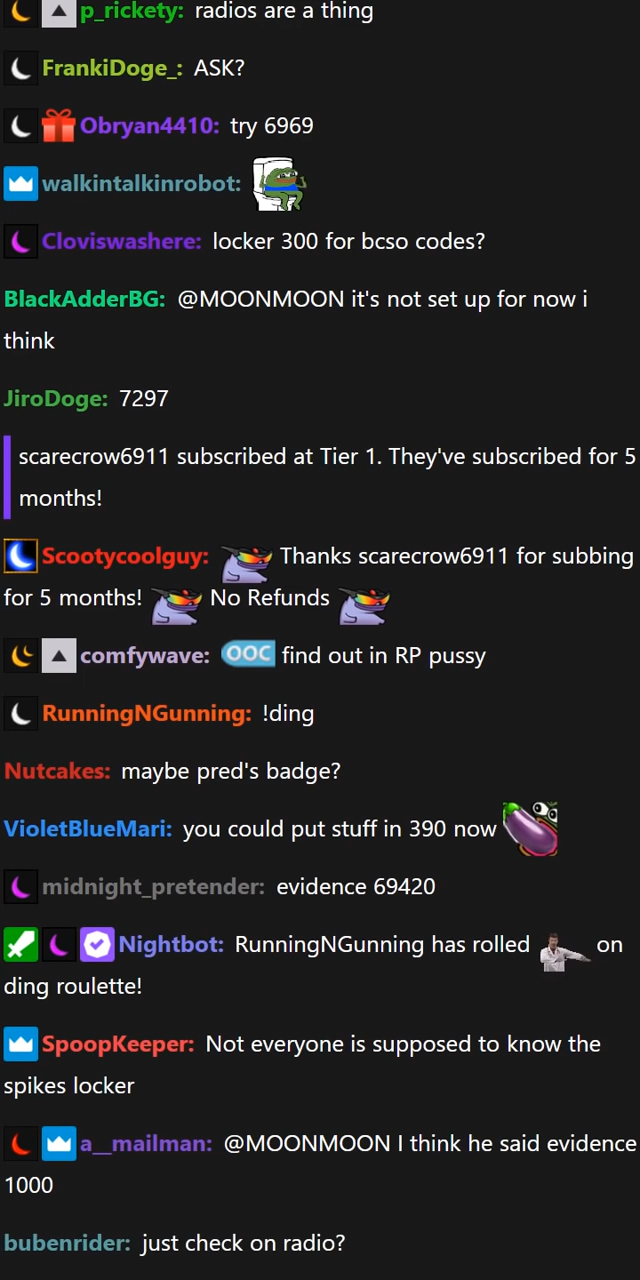 p_rickety: radios are a thing
FrankiDoge_: ASK?
Obryan4410: try 6969
walkintalkinrobot:
Cloviswashere: locker 300 for bcso codes?
BlackAdderBG: @MOONMOON it's not set up for now i
think
JiroDoge: 7297
scarecrow6911 subscribed at Tier 1. They've subscribed for 5
months!
Scootycoolguy: Thanks scarecrow6911 for subbing
for 5 months! No Refunds
comfywave: OOC find out in RP pussy
RunningNGunning: !ding
Nutcakes: maybe pred's badge?
VioletBlueMari: you could put stuff in 390 now
midnight_pretender: evidence 69420
Nightbot: RunningNGunning has rolled on
ding roulette!
SpoopKeeper: Not everyone is supposed to know the
spikes locker
a__mailman: @MOONMOON I think he said evidence
1000
bubenrider: just check on radio?